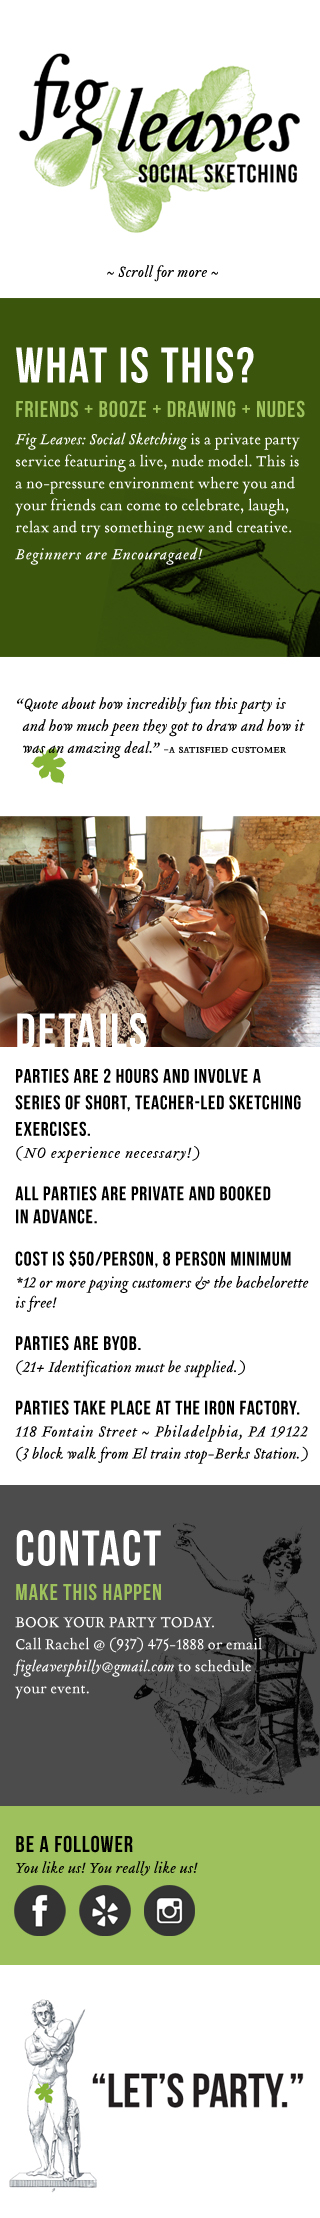 fig leaves
SOCIAL SKETCHING
~ Scroll for more ~
WHAT IS THIS?
FRIENDS + BOOZE + DRAWING + NUDES
Fig Leaves: Social Sketching is a private party
service featuring a live, nude model. This is
a no-pressure environment where you and
your friends can come to celebrate, laugh,
relax and try something new and creative.
Beginners are Encouragaed!
“Quote about how incredibly fun this party is
and how much peen they got to draw and how it
was an amazing deal.” -A SATISFIED CUSTOMER
DETAILS
PARTIES ARE 2 HOURS AND INVOLVE A
SERIES OF SHORT, TEACHER-LED SKETCHING
EXERCISES.
(NO experience necessary!)
ALL PARTIES ARE PRIVATE AND BOOKED
IN ADVANCE.
COST IS $50/PERSON, 8 PERSON MINIMUM
*12 or more paying customers & the bachelorette
is free!
PARTIES ARE BYOB.
(21+ Identification must be supplied.)
PARTIES TAKE PLACE AT THE IRON FACTORY.
118 Fontain Street ~ Philadelphia, PA 19122
(3 block walk from El train stop-Berks Station.)
CONTACT
MAKE THIS HAPPEN
BOOK YOUR PARTY TODAY.
Call Rachel @ (937) 475-1888 or email
figleavesphilly@gmail.com to schedule
your event.
BE A FOLLOWER
You like us! You really like us!
“LET’S PARTY.”